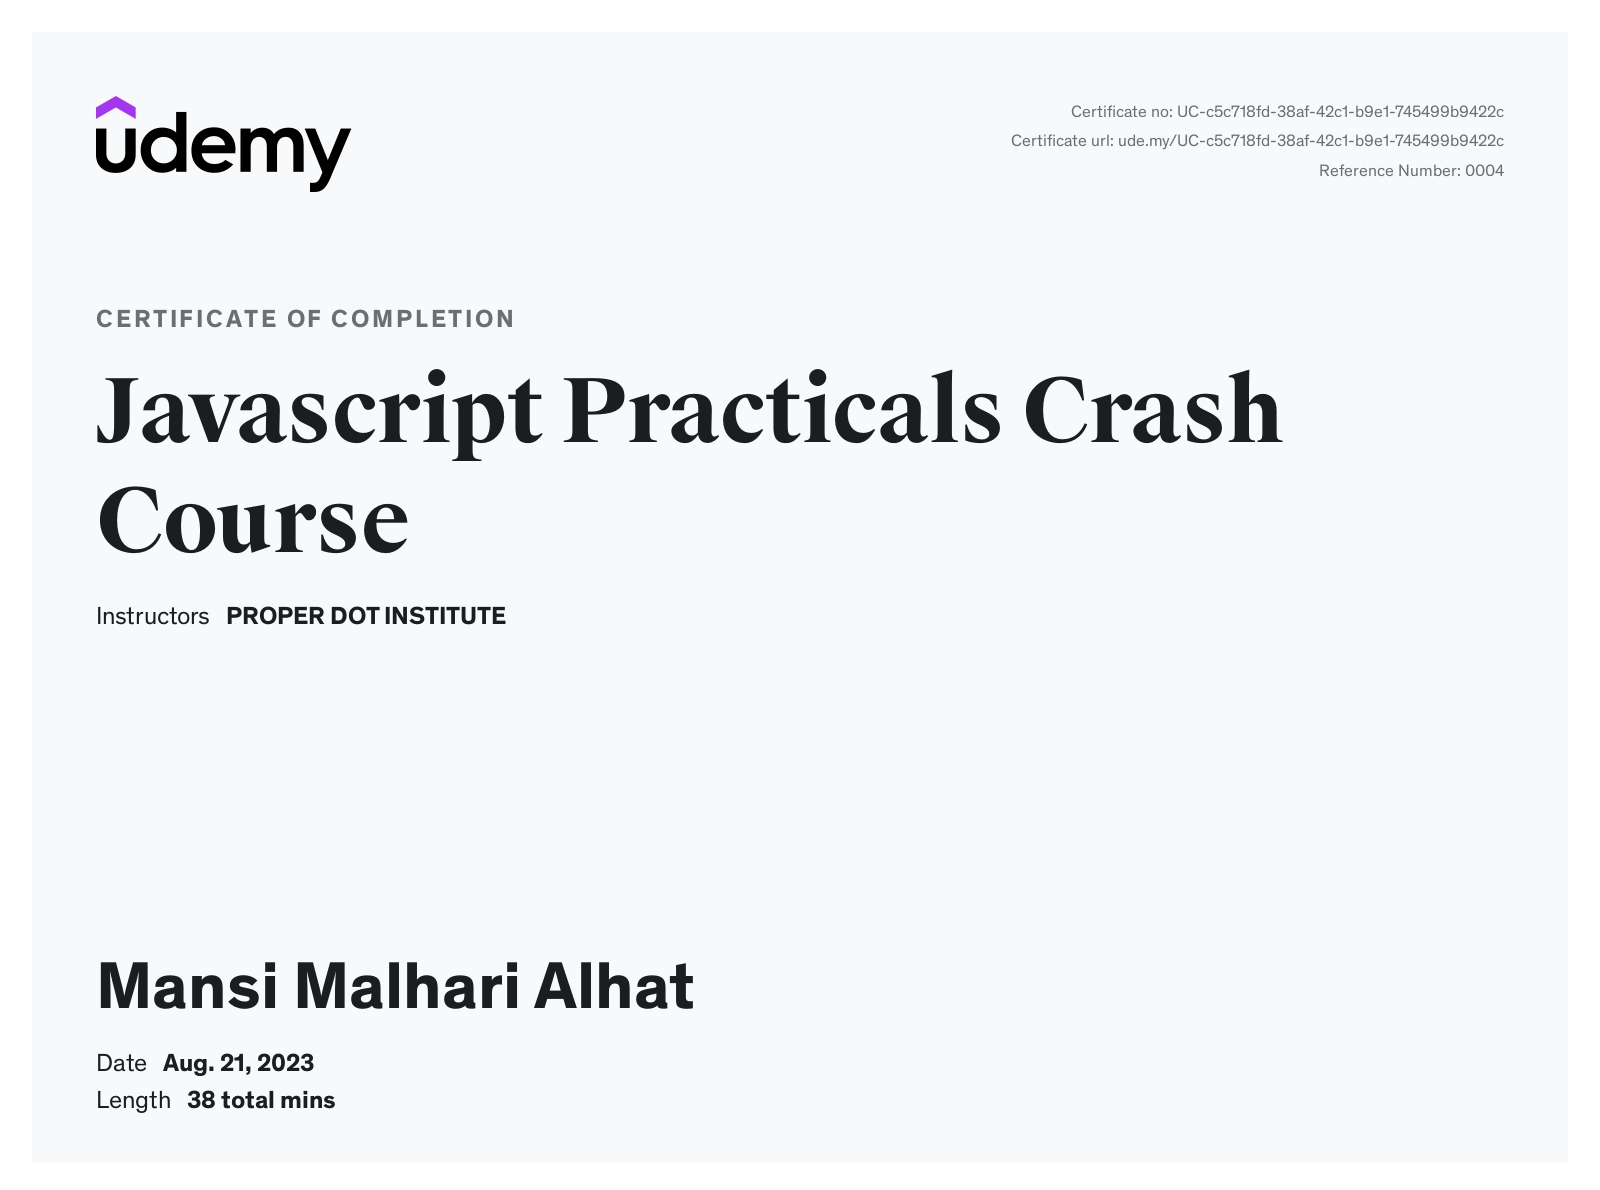 udemy
Certificate no: UC-c5c718fd-38af-42c1-b9e1-745499b9422c
Certificate url: ude.my/UC-c5c718fd-38af-42c1-b9e1-745499b9422c
Reference Number: 0004
CERTIFICATE OF COMPLETION
Javascript Practicals Crash
Course
Instructors PROPER DOT INSTITUTE
Mansi Malhari Alhat
Date Aug. 21, 2023
Length 38 total mins